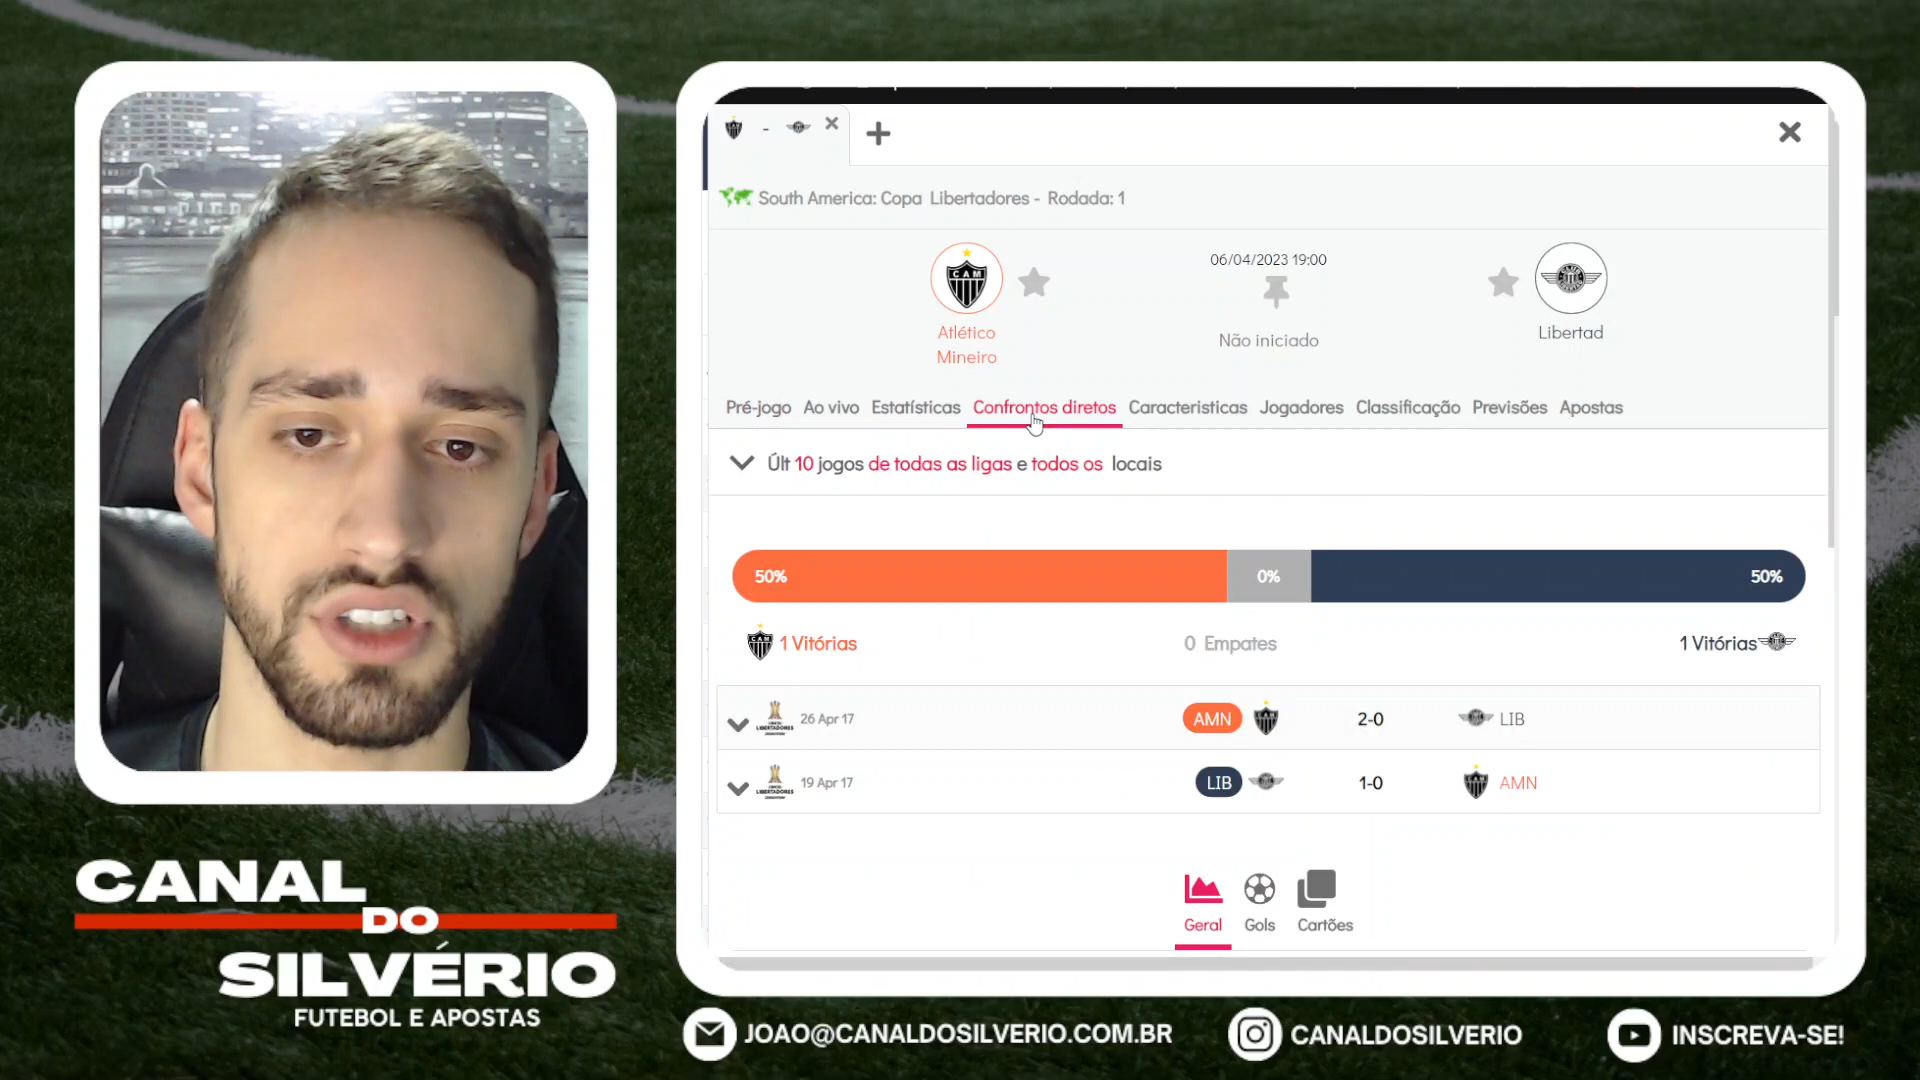 -
South America: Copa Libertadores - Rodada: 1
CAM
Atlético
Mineiro
06/04/2023 19:00
Não iniciado
Libertad
Pré-jogo Ao vivo Estatísticas Confrontos diretos Caracteristicas Jogadores Classificação Previsões Apostas
Últ 10 jogos de todas as ligas e todos os locais
50% 0% 50%
1 Vitórias 0 Empates 1 Vitórias
26 Apr 17 AMN 2-0 LIB
19 Apr 17 LIB 1-0 AMN
Geral Gols Cartões
CANAL
DO
SILVÉRIO
FUTEBOL E APOSTAS
JOAO@CANALDOSILVERIO.COM.BR CANALDOSILVERIO INSCREVA-SE!